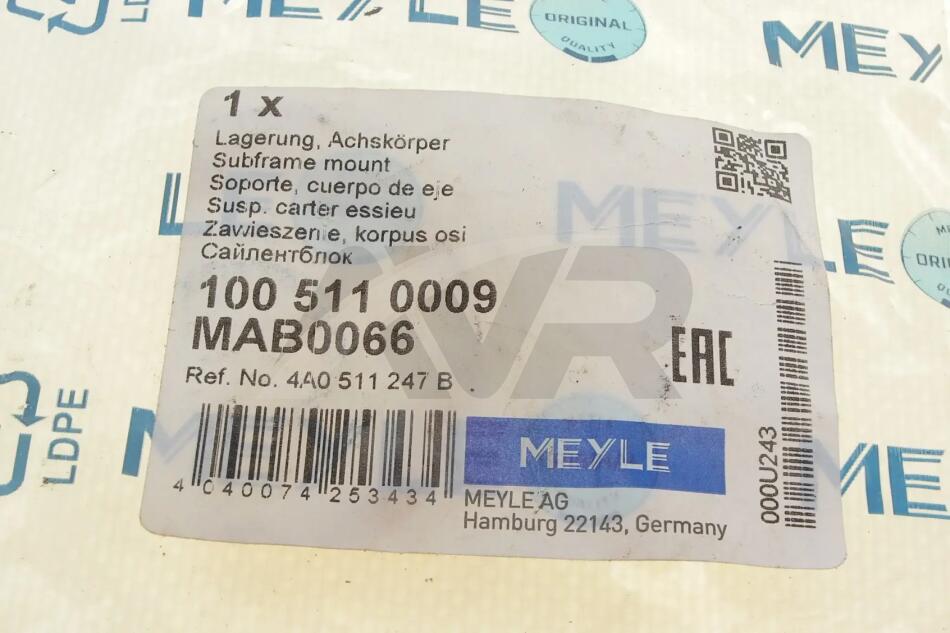 MEYLE
ORIGINAL
QUALITY
MEYLE
1 x
Lagerung, Achskörper
Subframe mount
Soporte, cuerpo de eje
Susp. carter essieu
Zawieszenie, korpus osi
Сайлентблок
100 511 0009
MAB0066
Ref. No. 4A0 511 247 B
EAC
4 040074 253434
MEYLE
MEYLE AG
Hamburg 22143, Germany
000U243
AVR
MEYLE
LDPE